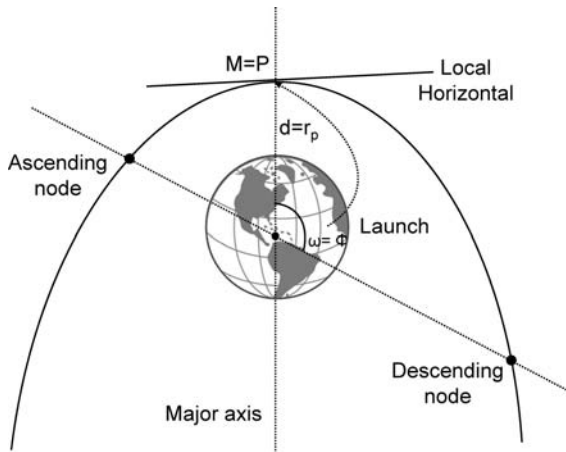 M=P
Local
Horizontal
d=rₚ
Ascending
node
Launch
ω= Φ
Descending
node
Major axis